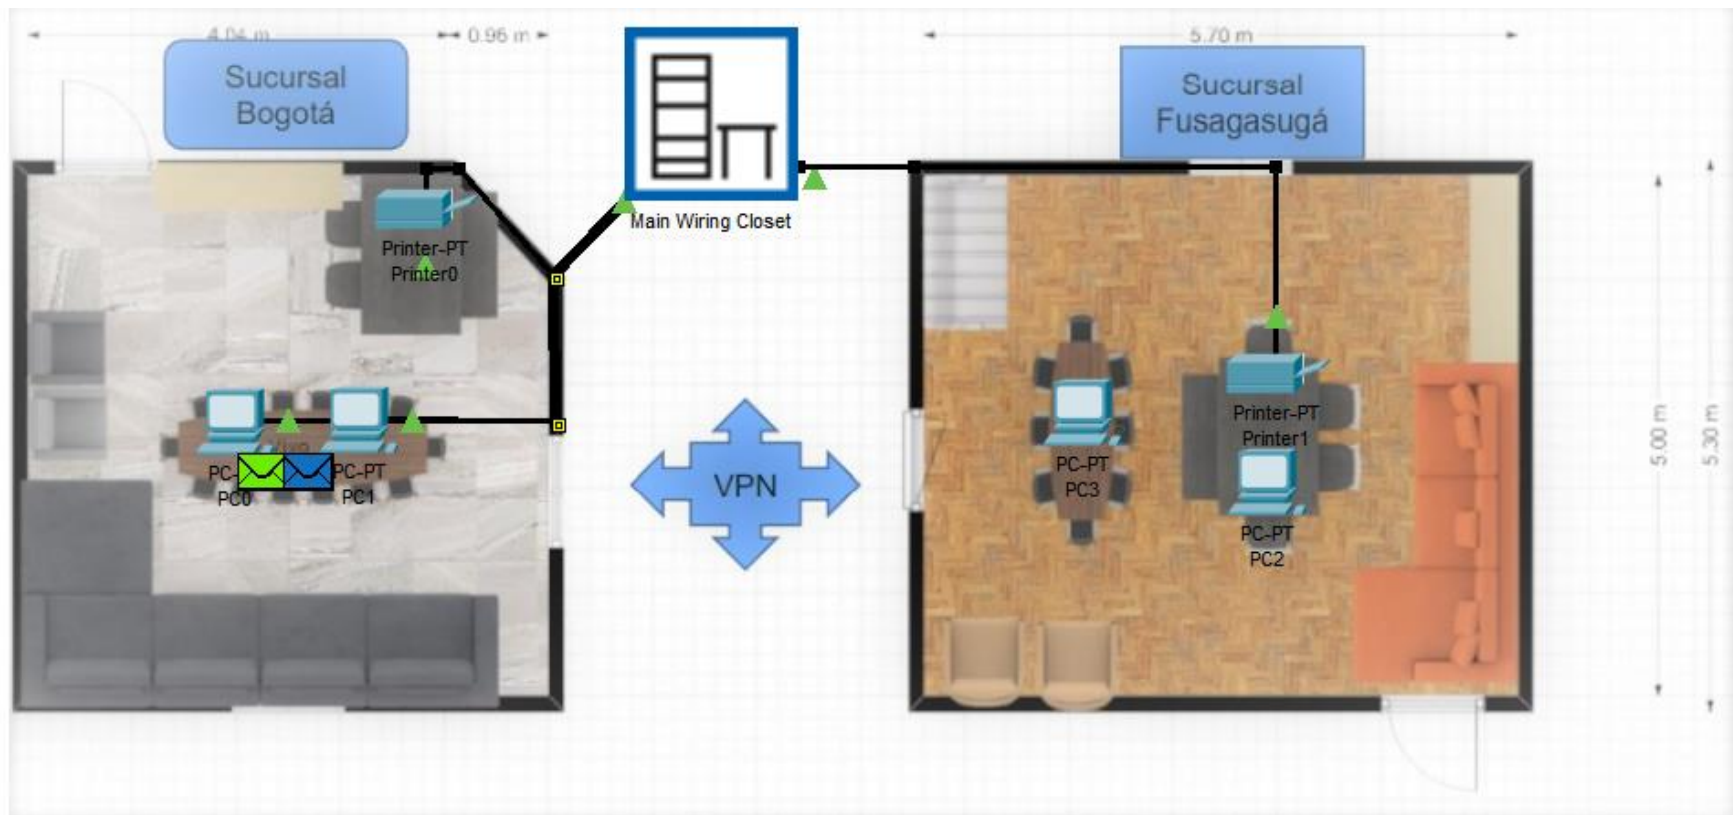 4.04 m
0.96 m
5.70 m
Sucursal
Bogotá
Sucursal
Fusagasugá
Main Wiring Closet
Printer-PT
Printer0
PC-PT
PC1
PC-
PC0
VPN
PC-PT
PC3
Printer-PT
Printer1
PC-PT
PC2
5.00 m
5.30 m